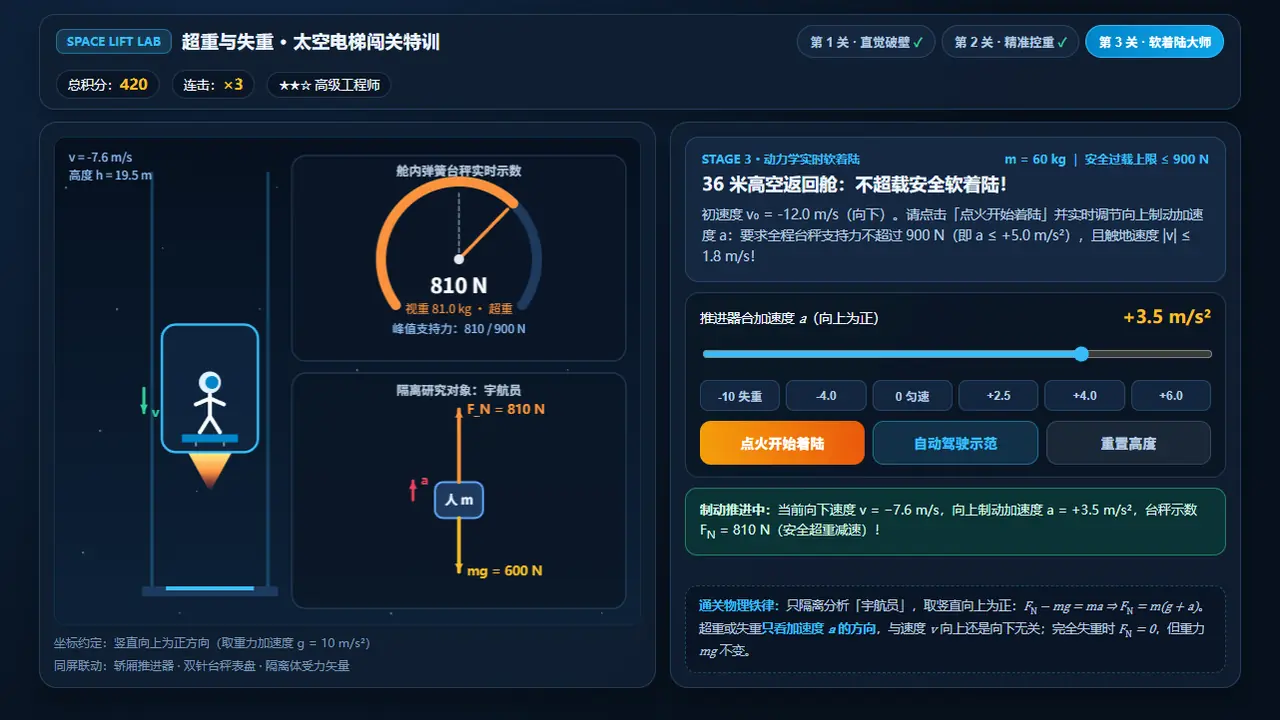 SPACE LIFT LAB
超重与失重 · 太空电梯闯关特训
第 1 关 · 直觉破壁 ✓
第 2 关 · 精准控重 ✓
第 3 关 · 软着陆大师
总积分: 420
连击: ×3
★★☆ 高级工程师
v = -7.6 m/s
高度 h = 19.5 m
v
舱内弹簧台秤实时示数
810 N
视重 81.0 kg · 超重
峰值支持力: 810 / 900 N
隔离研究对象: 宇航员
F_N = 810 N
a
人 m
mg = 600 N
坐标约定: 竖直向上为正方向 (取重力加速度 g = 10 m/s²)
同屏联动: 轿厢推进器 · 双针台秤表盘 · 隔离体受力矢量
STAGE 3 · 动力学实时软着陆
m = 60 kg | 安全过载上限 ≤ 900 N
36 米高空返回舱：不超载安全软着陆！
初速度 v₀ = -12.0 m/s（向下）。请点击「点火开始着陆」并实时调节向上制动加速
度 a：要求全程台秤支持力不超过 900 N（即 a ≤ +5.0 m/s²），且触地速度 |v| ≤
1.8 m/s！
推进器合加速度 a（向上为正）
+3.5 m/s²
-10 失重
-4.0
0 匀速
+2.5
+4.0
+6.0
点火开始着陆
自动驾驶示范
重置高度
制动推进中：当前向下速度 v = −7.6 m/s，向上制动加速度 a = +3.5 m/s²，台秤示数
F_N = 810 N（安全超重减速）！
通关物理铁律：只隔离分析「宇航员」，取竖直向上为正：F_N − mg = ma ⇒ F_N = m(g + a)。
超重或失重只看加速度 a 的方向，与速度 v 向上还是向下无关；完全失重时 F_N = 0，但重力
mg 不变。